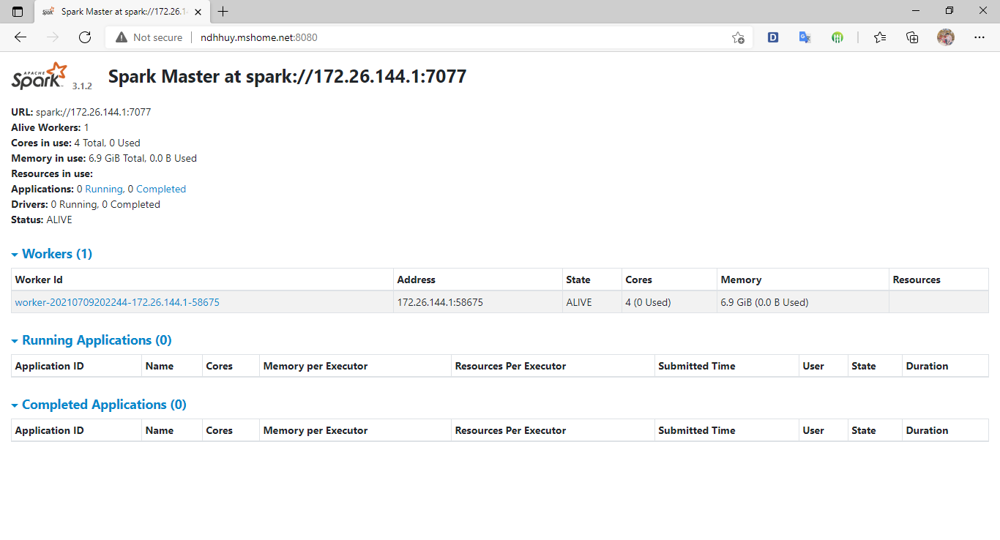 Spark Master at spark://172.26.1
Not secure ndhhuy.mshome.net:8080
APACHE Spark 3.1.2 Spark Master at spark://172.26.144.1:7077
URL: spark://172.26.144.1:7077
Alive Workers: 1
Cores in use: 4 Total, 0 Used
Memory in use: 6.9 GiB Total, 0.0 B Used
Resources in use:
Applications: 0 Running, 0 Completed
Drivers: 0 Running, 0 Completed
Status: ALIVE
Workers (1)
Worker Id Address State Cores Memory Resources
worker-20210709202244-172.26.144.1-58675 172.26.144.1:58675 ALIVE 4 (0 Used) 6.9 GiB (0.0 B Used)
Running Applications (0)
Application ID Name Cores Memory per Executor Resources Per Executor Submitted Time User State Duration
Completed Applications (0)
Application ID Name Cores Memory per Executor Resources Per Executor Submitted Time User State Duration